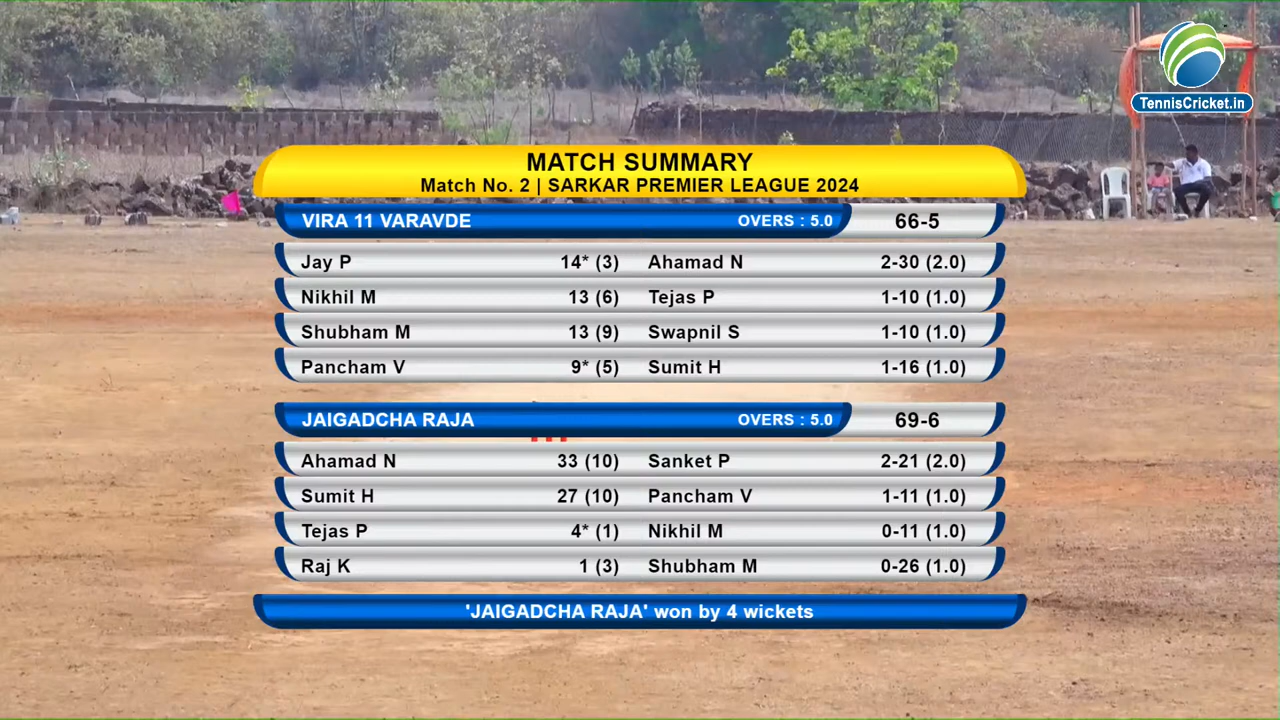 TennisCricket.in
MATCH SUMMARY
Match No. 2 | SARKAR PREMIER LEAGUE 2024
VIRA 11 VARAVDE OVERS : 5.0 66-5
Jay P 14* (3) Ahamad N 2-30 (2.0)
Nikhil M 13 (6) Tejas P 1-10 (1.0)
Shubham M 13 (9) Swapnil S 1-10 (1.0)
Pancham V 9* (5) Sumit H 1-16 (1.0)
JAIGADCHA RAJA OVERS : 5.0 69-6
Ahamad N 33 (10) Sanket P 2-21 (2.0)
Sumit H 27 (10) Pancham V 1-11 (1.0)
Tejas P 4* (1) Nikhil M 0-11 (1.0)
Raj K 1 (3) Shubham M 0-26 (1.0)
'JAIGADCHA RAJA' won by 4 wickets